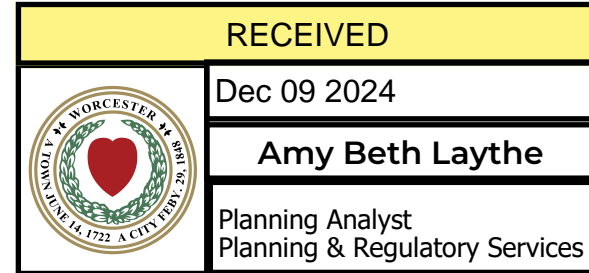 RECEIVED
WORCESTER
A TOWN JUNE 14, 1722 A CITY FEBY. 29, 1848
Dec 09 2024
Amy Beth Laythe
Planning Analyst
Planning & Regulatory Services